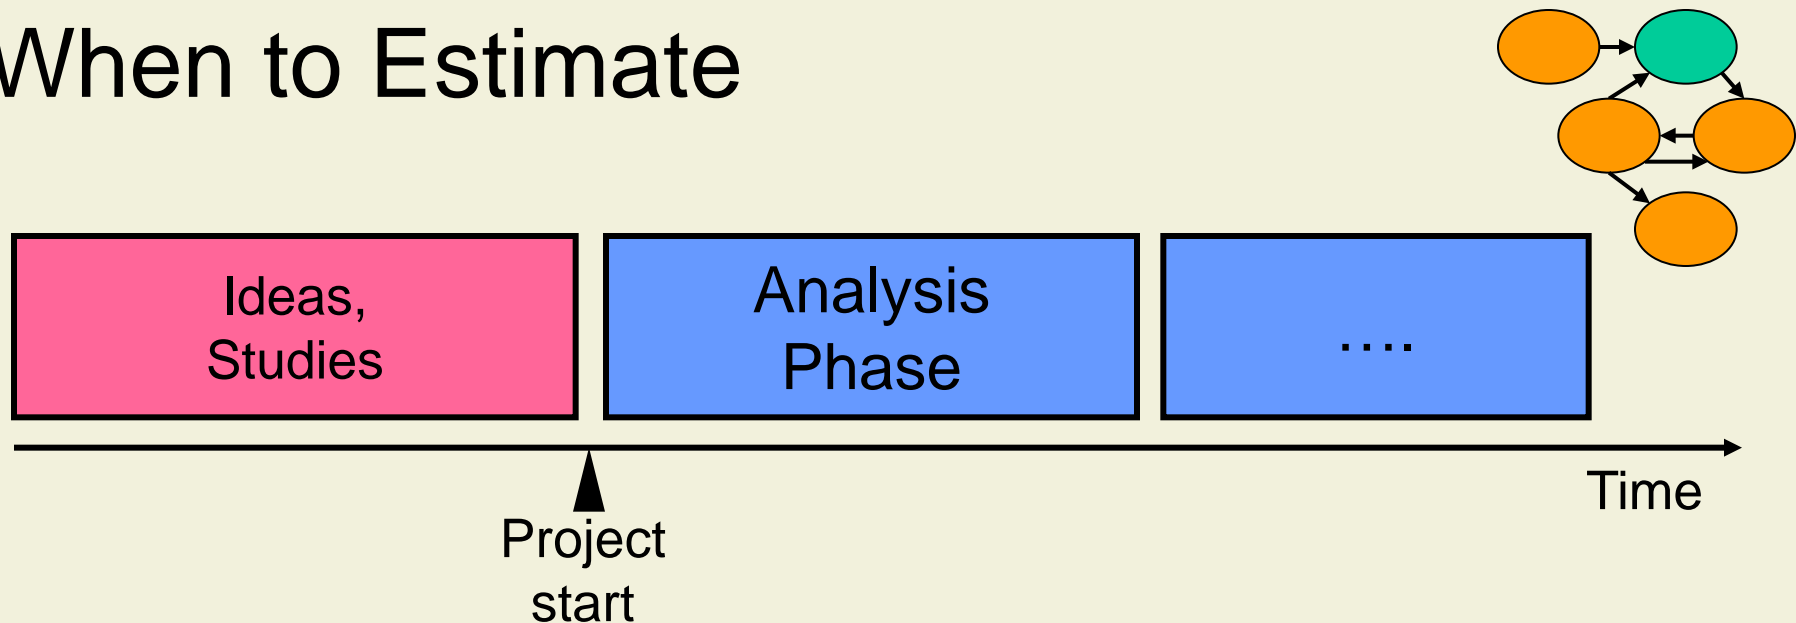 When to Estimate
Ideas,
Studies
Analysis
Phase
....
Time
Project
start